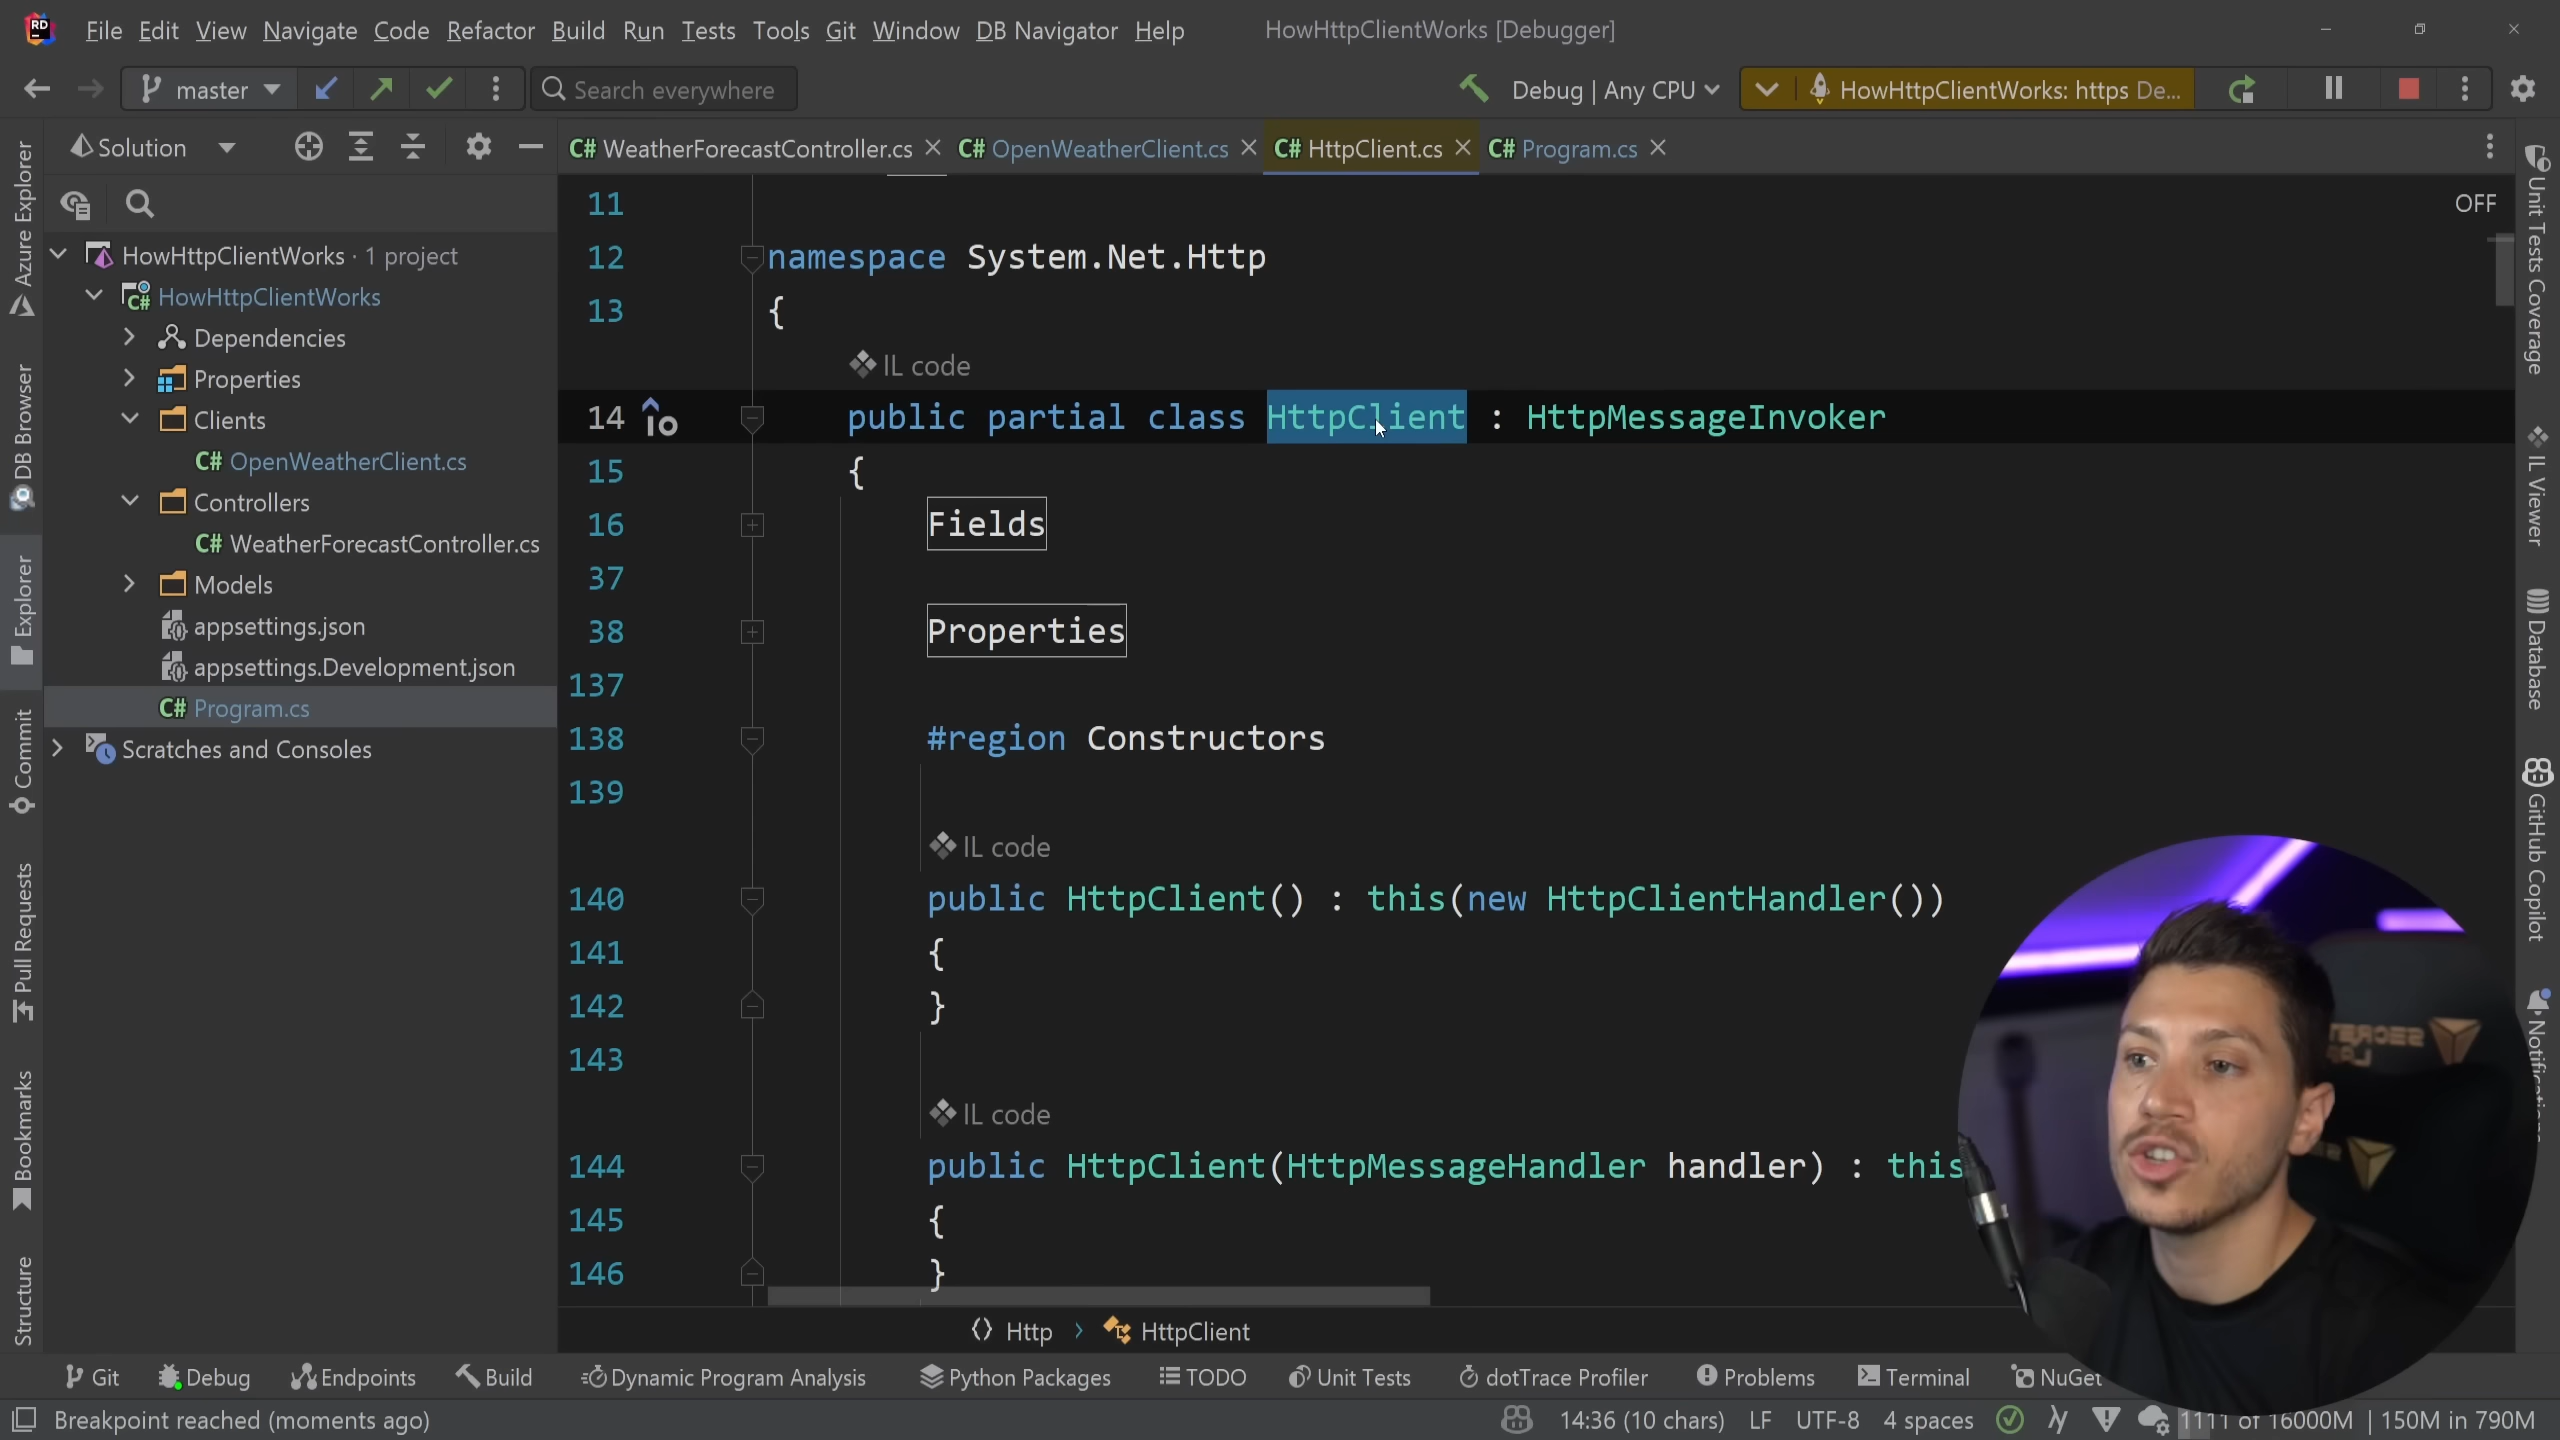 RD File Edit View Navigate Code Refactor Build Run Tests Tools Git Window DB Navigator Help HowHttpClientWorks [Debugger]
master Search everywhere Debug | Any CPU HowHttpClientWorks: https De...
Solution
C# WeatherForecastController.cs C# OpenWeatherClient.cs C# HttpClient.cs C# Program.cs
HowHttpClientWorks · 1 project
C# HowHttpClientWorks
Dependencies
Properties
Clients
C# OpenWeatherClient.cs
Controllers
C# WeatherForecastController.cs
Models
appsettings.json
appsettings.Development.json
C# Program.cs
Scratches and Consoles
Azure Explorer
DB Browser
Explorer
Commit
Pull Requests
Bookmarks
Structure
OFF
11
12 namespace System.Net.Http
13 {
IL code
14 public partial class HttpClient : HttpMessageInvoker
15 {
16 Fields
37
38 Properties
137
138 #region Constructors
139
IL code
140 public HttpClient() : this(new HttpClientHandler())
141 {
142 }
143
IL code
144 public HttpClient(HttpMessageHandler handler) : this
145 {
146 }
Unit Tests Coverage
IL Viewer
Database
GitHub Copilot
Notifications
SECRET
LAB
Http > HttpClient
Git Debug Endpoints Build Dynamic Program Analysis Python Packages TODO Unit Tests dotTrace Profiler Problems Terminal NuGet
Breakpoint reached (moments ago) 14:36 (10 chars) LF UTF-8 4 spaces 1111 of 16000M | 150M in 790M